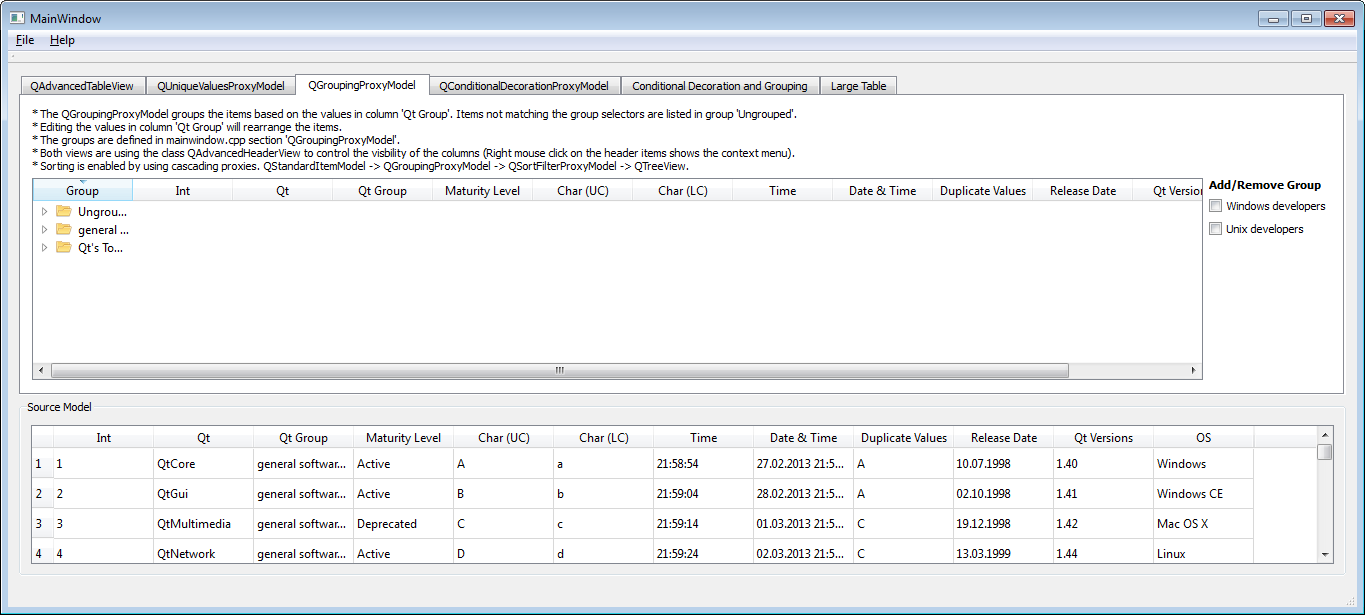 MainWindow
File Help
QAdvancedTableView QUniqueValuesProxyModel QGroupingProxyModel QConditionalDecorationProxyModel Conditional Decoration and Grouping Large Table
* The QGroupingProxyModel groups the items based on the values in column 'Qt Group'. Items not matching the group selectors are listed in group 'Ungrouped'.
* Editing the values in column 'Qt Group' will rearrange the items.
* The groups are defined in mainwindow.cpp section 'QGroupingProxyModel'.
* Both views are using the class QAdvancedHeaderView to control the visbility of the columns (Right mouse click on the header items shows the context menu).
* Sorting is enabled by using cascading proxies. QStandardItemModel -> QGroupingProxyModel -> QSortFilterProxyModel -> QTreeView.
Group Int Qt Qt Group Maturity Level Char (UC) Char (LC) Time Date & Time Duplicate Values Release Date Qt Version
Add/Remove Group
Ungrou...
Windows developers
general ...
Unix developers
Qt's To...
Source Model
Int Qt Qt Group Maturity Level Char (UC) Char (LC) Time Date & Time Duplicate Values Release Date Qt Versions OS
1 1 QtCore general softwar... Active A a 21:58:54 27.02.2013 21:5... A 10.07.1998 1.40 Windows
2 2 QtGui general softwar... Active B b 21:59:04 28.02.2013 21:5... A 02.10.1998 1.41 Windows CE
3 3 QtMultimedia general softwar... Deprecated C c 21:59:14 01.03.2013 21:5... C 19.12.1998 1.42 Mac OS X
4 4 QtNetwork general softwar... Active D d 21:59:24 02.03.2013 21:5... C 13.03.1999 1.44 Linux